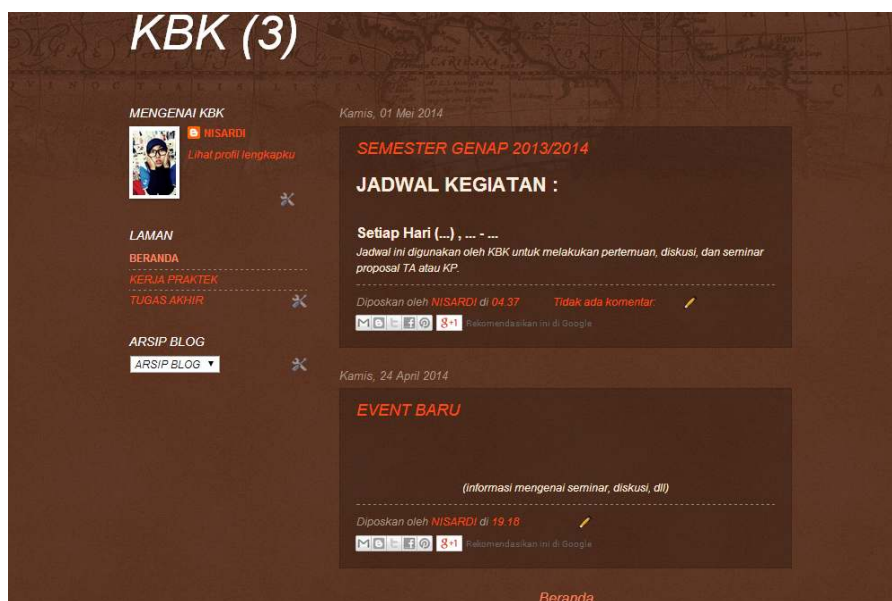 KBK (3)
MENGENAI KBK
NISARDI
Lihat profil lengkapku
LAMAN
BERANDA
KERJA PRAKTEK
TUGAS AKHIR
ARSIP BLOG
ARSIP BLOG ▼
Kamis, 01 Mei 2014
SEMESTER GENAP 2013/2014
JADWAL KEGIATAN :
Setiap Hari (...) , ... - ...
Jadwal ini digunakan oleh KBK untuk melakukan pertemuan, diskusi, dan seminar
proposal TA atau KP.
Diposkan oleh NISARDI di 04.37 Tidak ada komentar:
g+1 Rekomendasikan ini di Google
Kamis, 24 April 2014
EVENT BARU
(informasi mengenai seminar, diskusi, dll)
Diposkan oleh NISARDI di 19.18
g+1 Rekomendasikan ini di Google
Beranda